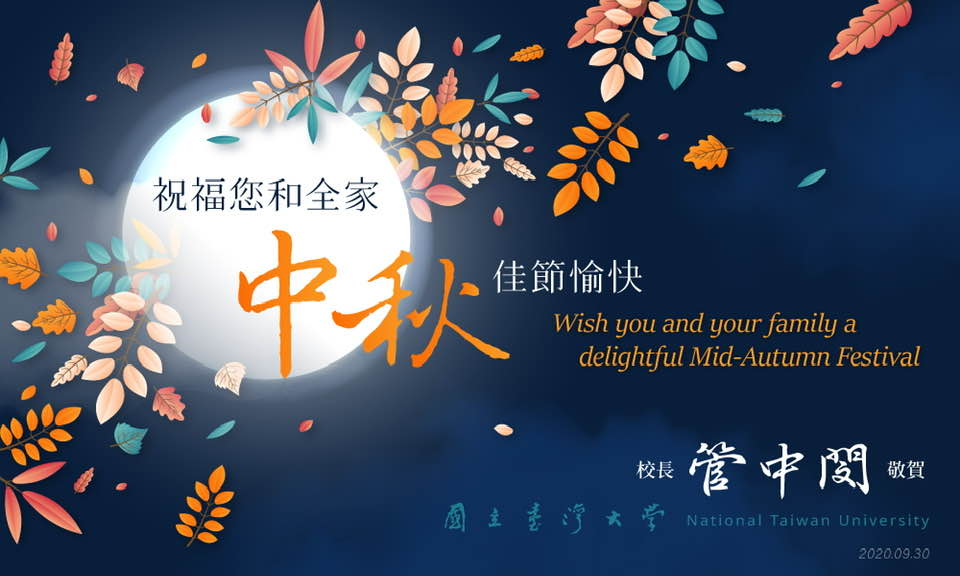 祝福您和全家
中秋 佳節愉快
Wish you and your family a
delightful Mid-Autumn Festival
校長 管中閔 敬賀
國立臺灣大學 National Taiwan University
2020.09.30